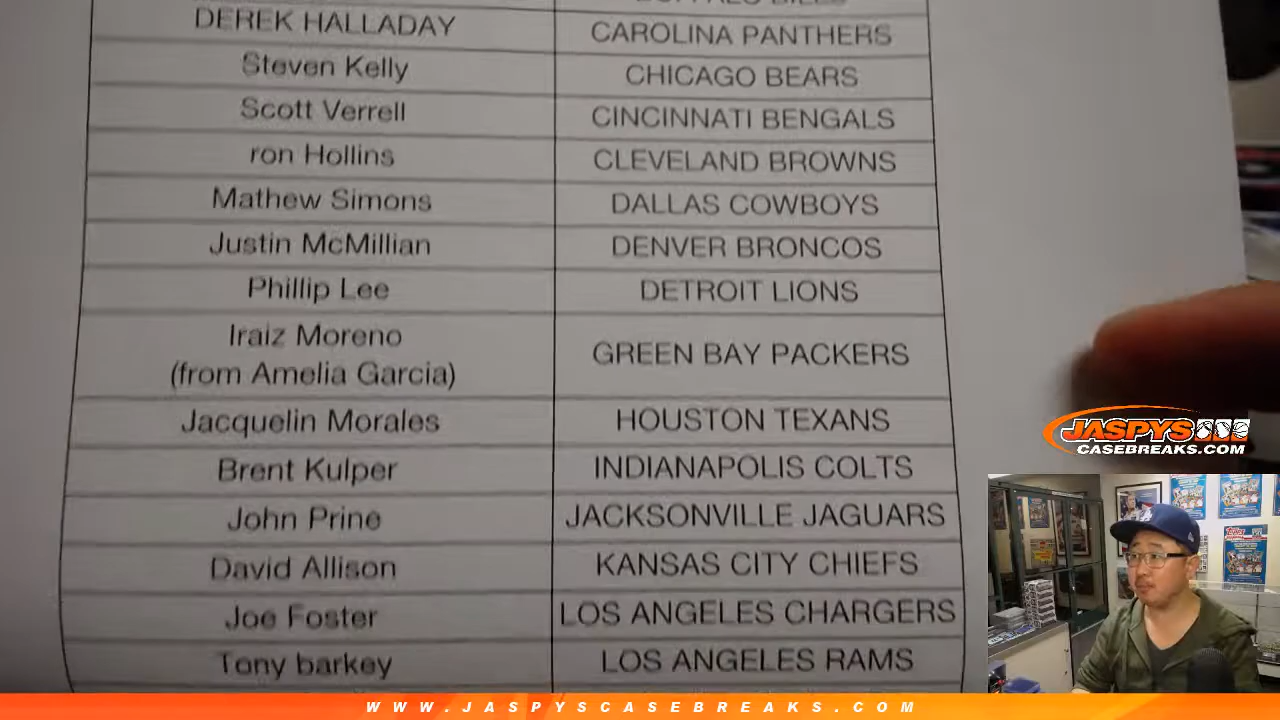 BUFFALO BILLS
DEREK HALLADAY CAROLINA PANTHERS
Steven Kelly CHICAGO BEARS
Scott Verrell CINCINNATI BENGALS
ron Hollins CLEVELAND BROWNS
Mathew Simons DALLAS COWBOYS
Justin McMillian DENVER BRONCOS
Phillip Lee DETROIT LIONS
Iraiz Moreno
(from Amelia Garcia) GREEN BAY PACKERS
Jacquelin Morales HOUSTON TEXANS
Brent Kulper INDIANAPOLIS COLTS
John Prine JACKSONVILLE JAGUARS
David Allison KANSAS CITY CHIEFS
Joe Foster LOS ANGELES CHARGERS
Tony barkey LOS ANGELES RAMS
JASPYS
CASEBREAKS.COM
WWW.JASPYSCASEBREAKS.COM